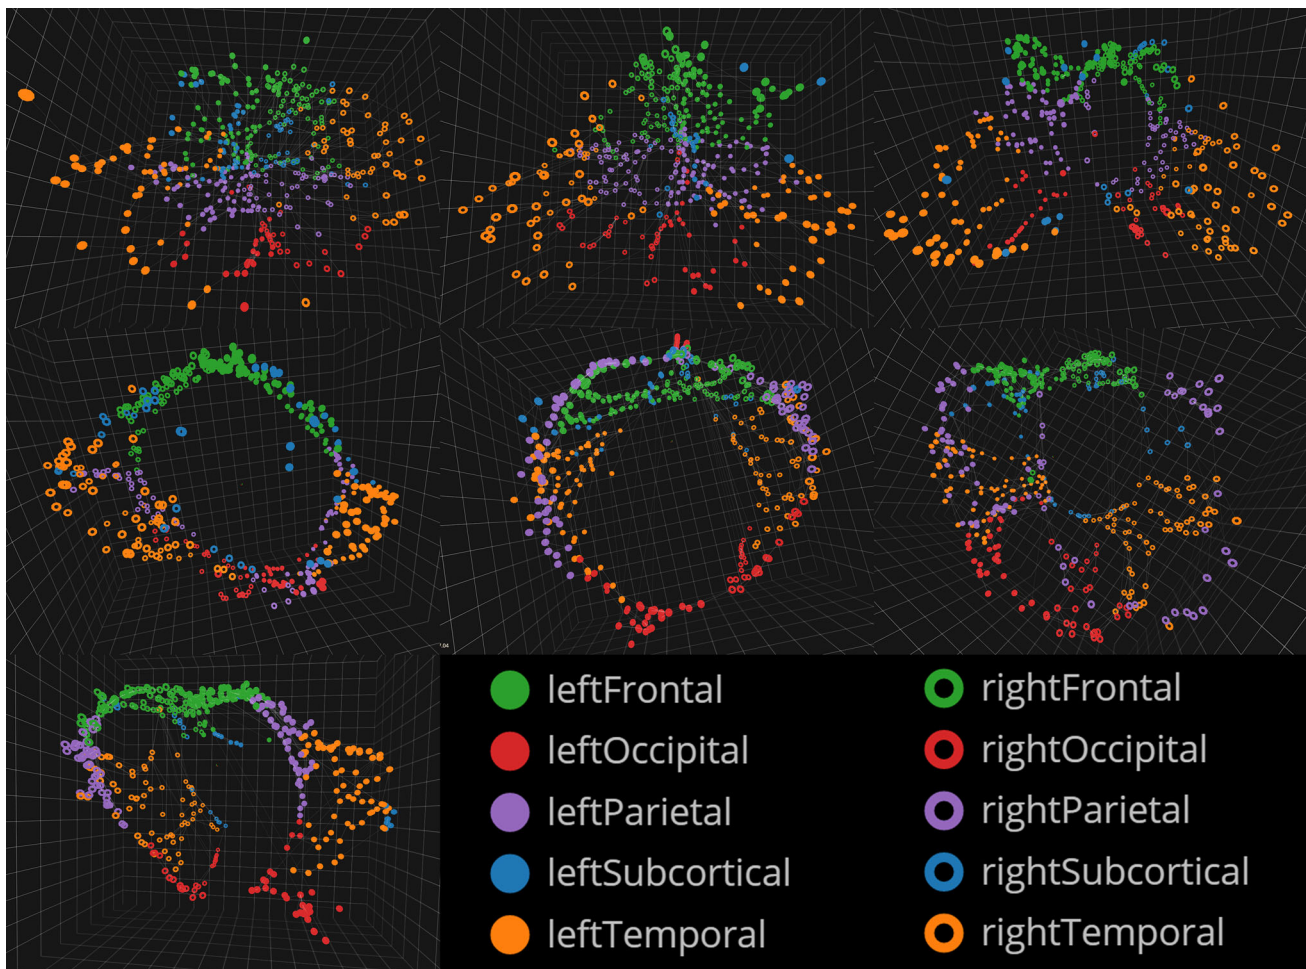 leftFrontal rightFrontal
leftOccipital rightOccipital
leftParietal rightParietal
leftSubcortical rightSubcortical
leftTemporal rightTemporal